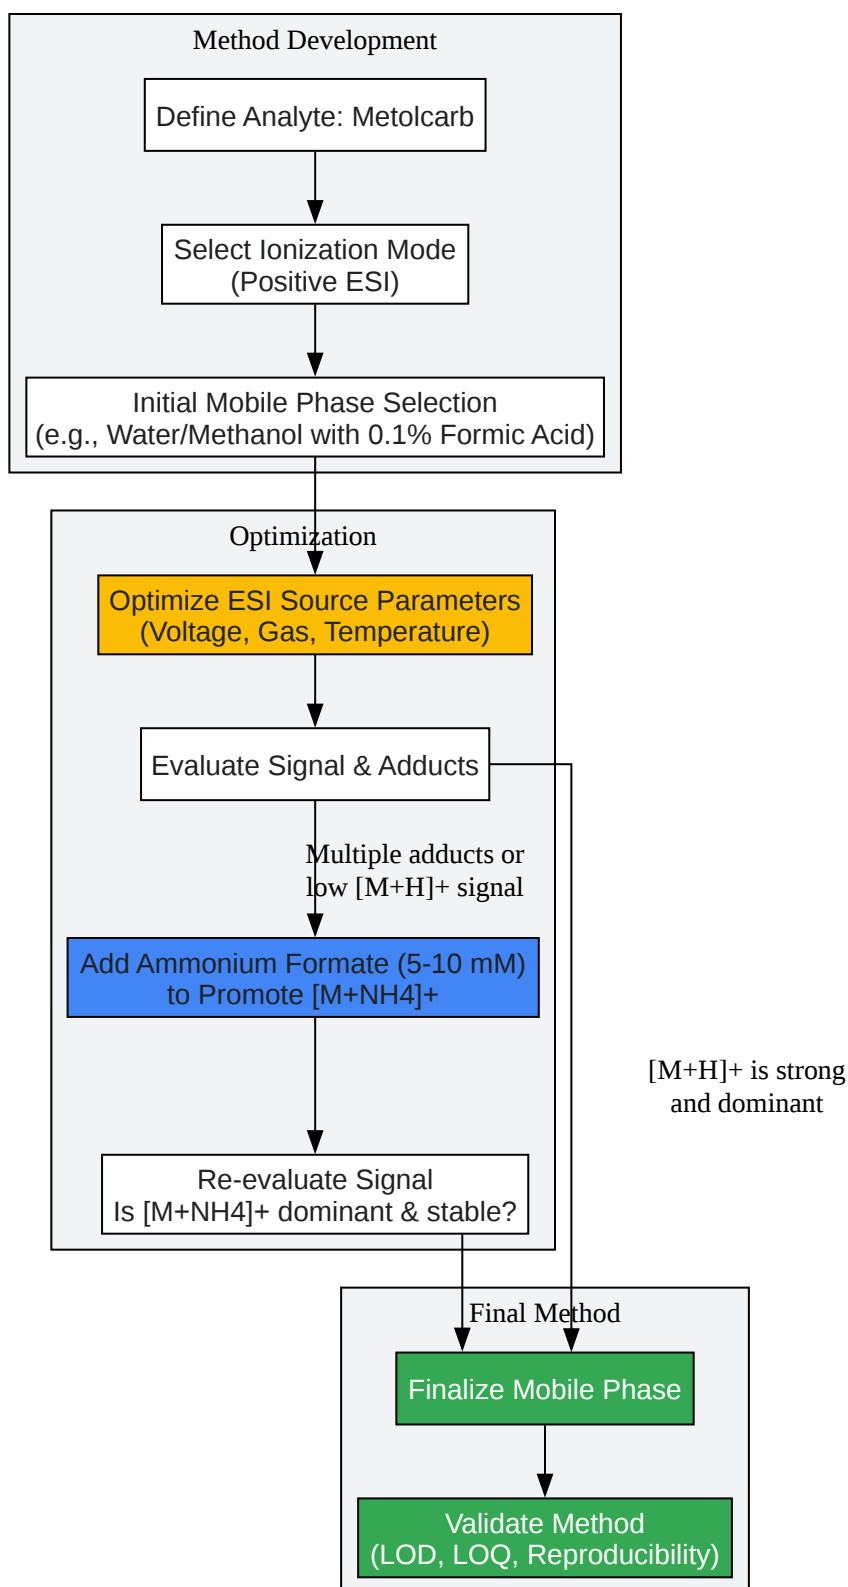 Method Development
Define Analyte: Metolcarb
Select Ionization Mode
(Positive ESI)
Initial Mobile Phase Selection
(e.g., Water/Methanol with 0.1% Formic Acid)
Optimization
Optimize ESI Source Parameters
(Voltage, Gas, Temperature)
Evaluate Signal & Adducts
Multiple adducts or
low [M+H]+ signal
Add Ammonium Formate (5-10 mM)
to Promote [M+NH4]+
[M+H]+ is strong
and dominant
Re-evaluate Signal
Is [M+NH4]+ dominant & stable?
Final Method
Finalize Mobile Phase
Validate Method
(LOD, LOQ, Reproducibility)